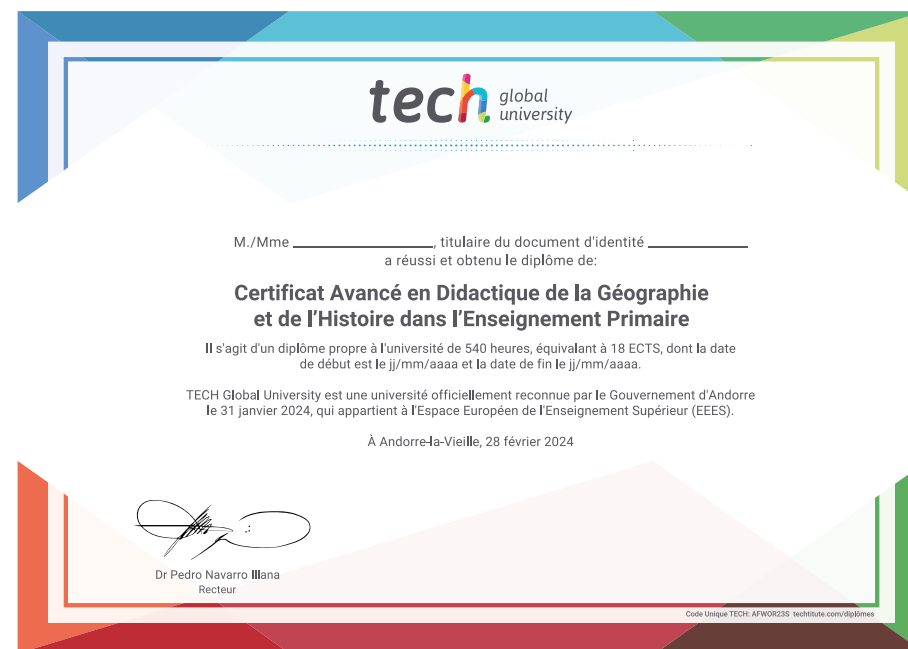 tech global
university
M./Mme ______________, titulaire du document d'identité __________
a réussi et obtenu le diplôme de:
Certificat Avancé en Didactique de la Géographie
et de l'Histoire dans l'Enseignement Primaire
Il s'agit d'un diplôme propre à l'université de 540 heures, équivalant à 18 ECTS, dont la date
de début est le jj/mm/aaaa et la date de fin le jj/mm/aaaa.
TECH Global University est une université officiellement reconnue par le Gouvernement d'Andorre
le 31 janvier 2024, qui appartient à l'Espace Européen de l'Enseignement Supérieur (EEES).
À Andorre-la-Vieille, 28 février 2024
Dr Pedro Navarro Illana
Recteur
Code Unique TECH: AFWOR23S techtitute.com/diplômes